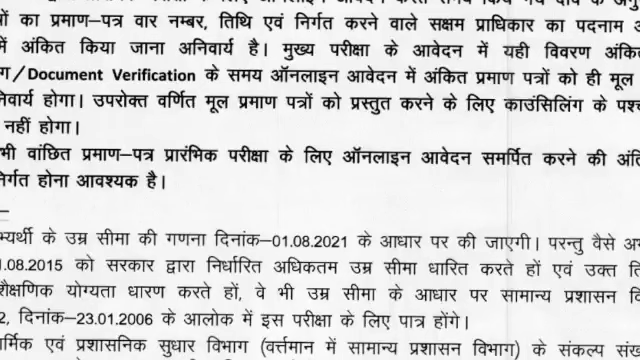 का प्रमाण–पत्र वार नम्बर, तिथि एवं निर्गत करने वाले सक्षम प्राधिकार का पदनाम
में अंकित किया जाना अनिवार्य है। मुख्य परीक्षा के आवेदन में यही विवरण अंकित
/Document Verification के समय ऑनलाइन आवेदन में अंकित प्रमाण पत्रों को ही मूल
होगा। उपरोक्त वर्णित मूल प्रमाण पत्रों को प्रस्तुत करने के लिए काउंसिलिंग के
नहीं होगा।
भी वांछित प्रमाण–पत्र प्रारंभिक परीक्षा के लिए ऑनलाइन आवेदन समर्पित करने की
होना आवश्यक है।
के उम्र सीमा की गणना दिनांक–01.08.2021 के आधार पर की जाएगी। परन्तु वैसे
.08.2015 को सरकार द्वारा निर्धारित अधिकतम उम्र सीमा धारित करते हों एवं उक्त
शैक्षणिक योग्यता धारण करते हों, वे भी उम्र सीमा के आधार पर सामान्य प्रशासन
2, दिनांक–23.01.2006 के आलोक में इस परीक्षा के लिए पात्र होंगे।
एवं प्रशासनिक सुधार विभाग (वर्त्तमान में सामान्य प्रशासन विभाग) के संकल्प